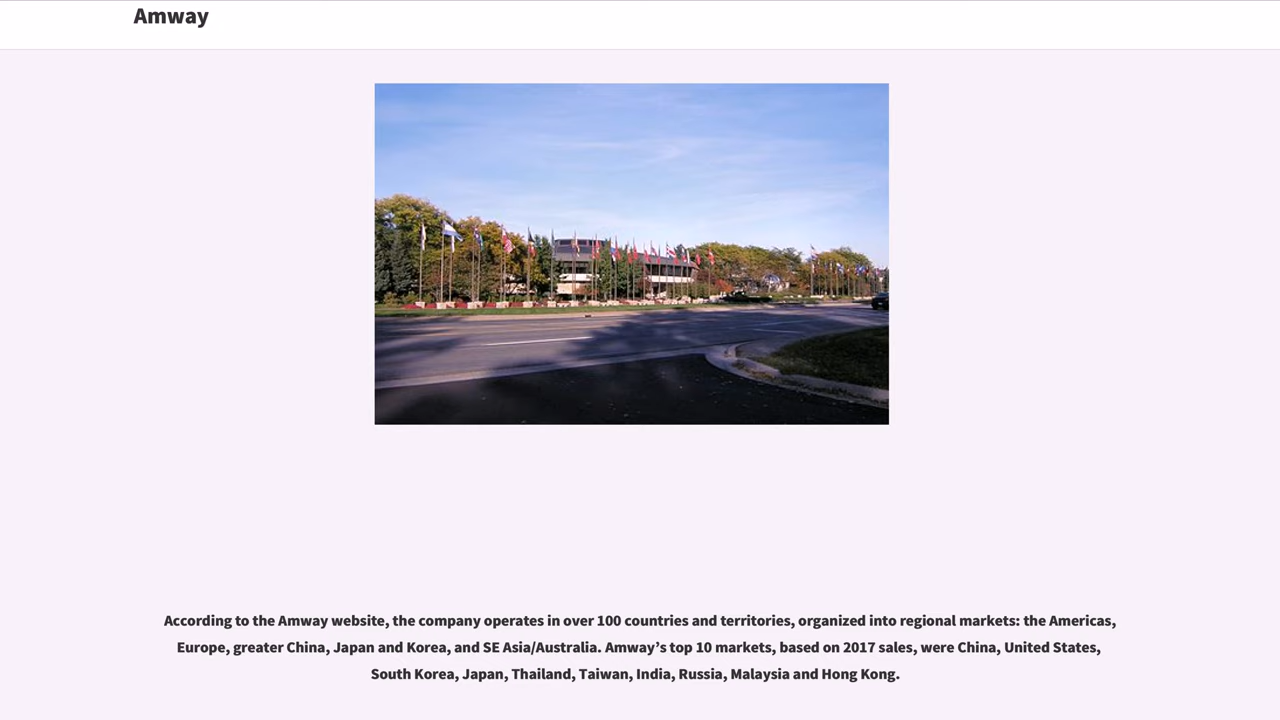 Amway
According to the Amway website, the company operates in over 100 countries and territories, organized into regional markets: the Americas,
Europe, greater China, Japan and Korea, and SE Asia/Australia. Amway’s top 10 markets, based on 2017 sales, were China, United States,
South Korea, Japan, Thailand, Taiwan, India, Russia, Malaysia and Hong Kong.